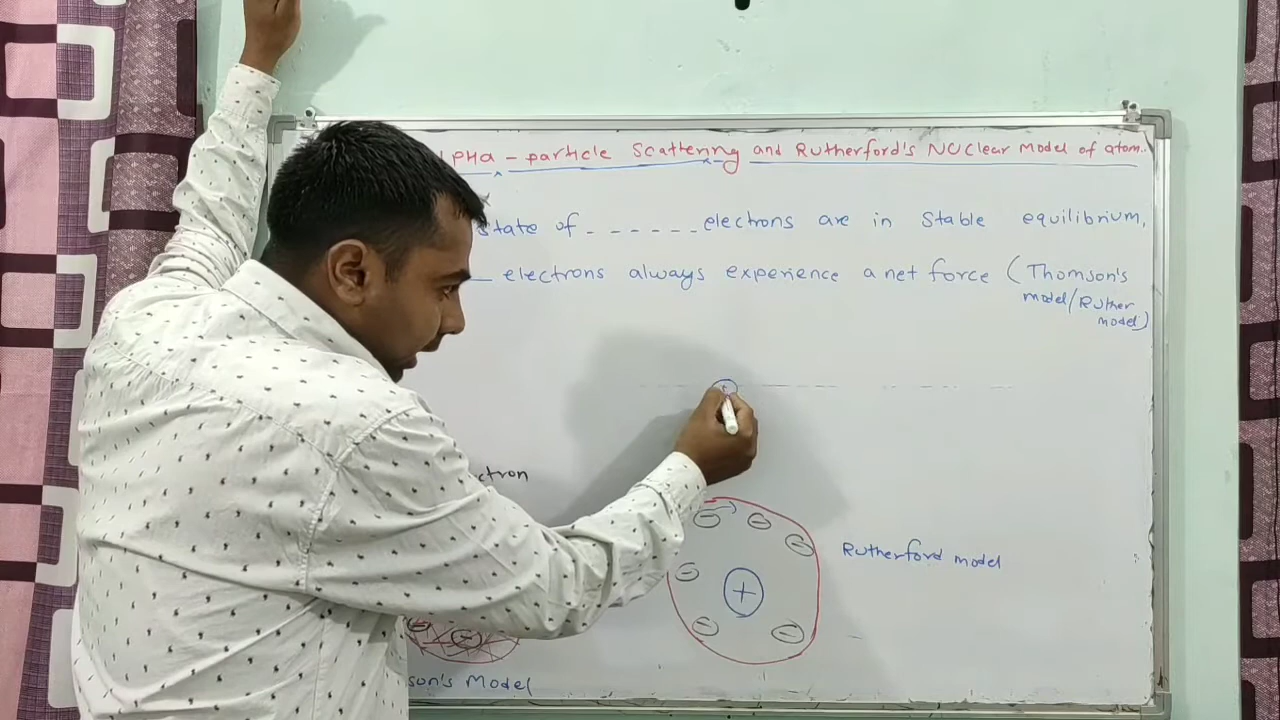 LPHa - particle Scattering and Rutherford's NUClear Model of atom..
state of ------ electrons are in Stable equilibrium,
__ electrons always experience a net force (Thomson's
model/Ruther
model)
ctron
+
Rutherford model
+
son's Model